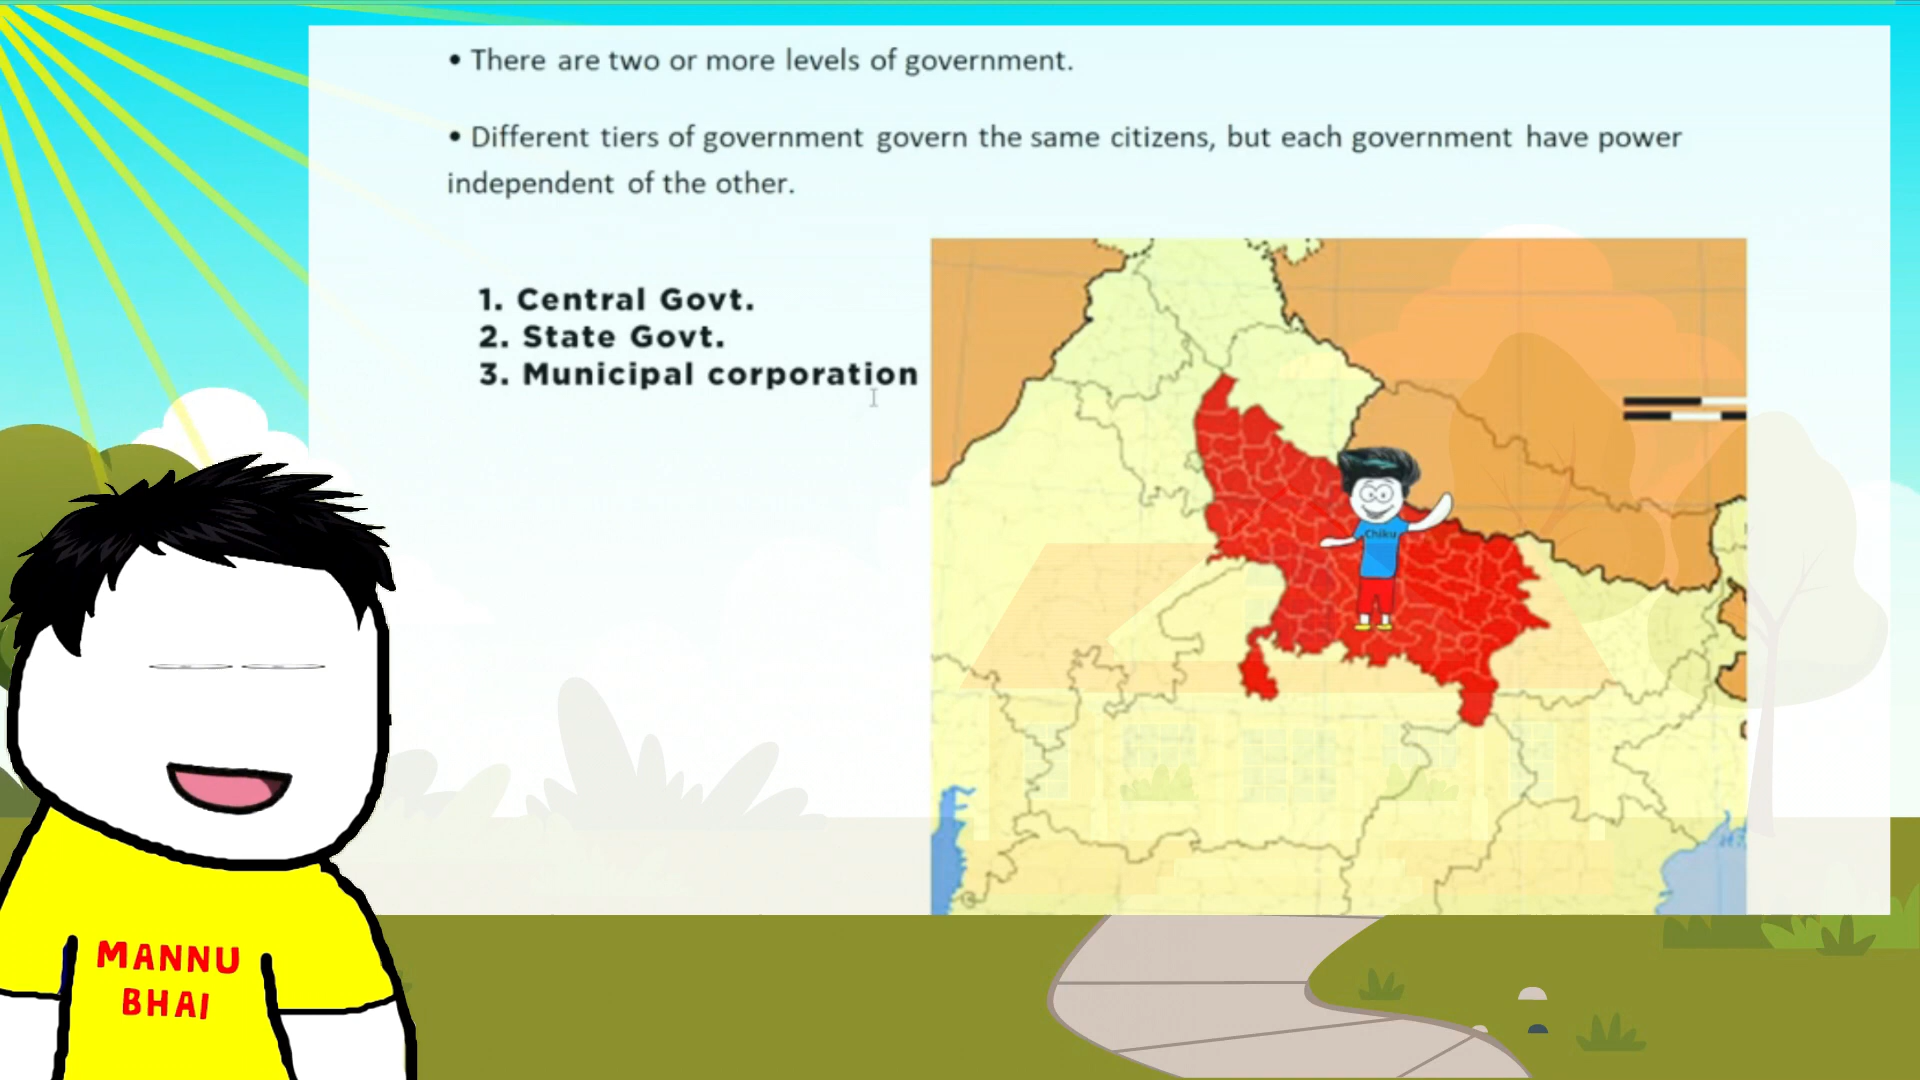 • There are two or more levels of government.
• Different tiers of government govern the same citizens, but each government have power
independent of the other.
1. Central Govt.
2. State Govt.
3. Municipal corporation
Chiku
MANNU
BHAI